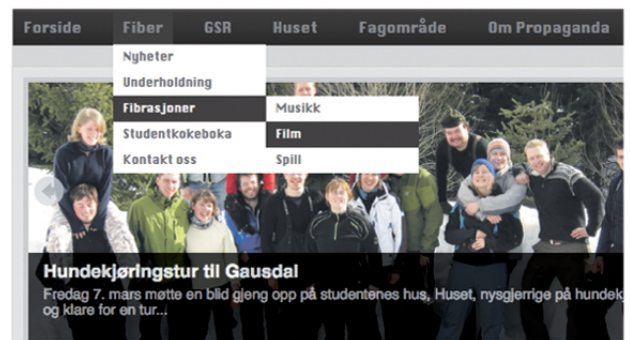 Forside Fiber GSR Huset Fagområde Om Propaganda
Nyheter
Underholdning
Fibrasjoner Musikk
Studentkokeboka Film
Kontakt oss Spill
Hundekjøringstur til Gausdal
Fredag 7. mars møtte en blid gjeng opp på studentenes hus, Huset, nysgjerrige på hundekj
og klare for en tur...